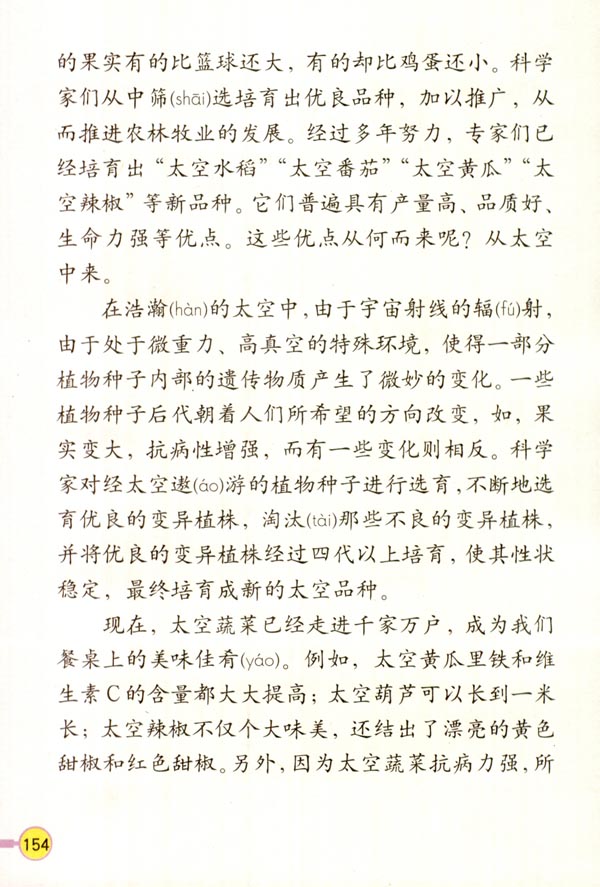 的果实有的比篮球还大，有的却比鸡蛋还小。科学
家们从中筛(shāi)选培育出优良品种，加以推广，从
而推进农林牧业的发展。经过多年努力，专家们已
经培育出“太空水稻”“太空番茄”“太空黄瓜”“太
空辣椒”等新品种。它们普遍具有产量高、品质好、
生命力强等优点。这些优点从何而来呢？从太空
中来。
在浩瀚(hàn)的太空中，由于宇宙射线的辐(fú)射，
由于处于微重力、高真空的特殊环境，使得一部分
植物种子内部的遗传物质产生了微妙的变化。一些
植物种子后代朝着人们所希望的方向改变，如，果
实变大，抗病性增强，而有一些变化则相反。科学
家对经太空遨(áo)游的植物种子进行选育，不断地选
育优良的变异植株，淘汰(tài)那些不良的变异植株，
并将优良的变异植株经过四代以上培育，使其性状
稳定，最终培育成新的太空品种。
现在，太空蔬菜已经走进千家万户，成为我们
餐桌上的美味佳肴(yáo)。例如，太空黄瓜里铁和维
生素C的含量都大大提高；太空葫芦可以长到一米
长；太空辣椒不仅个大味美，还结出了漂亮的黄色
甜椒和红色甜椒。另外，因为太空蔬菜抗病力强，所
154